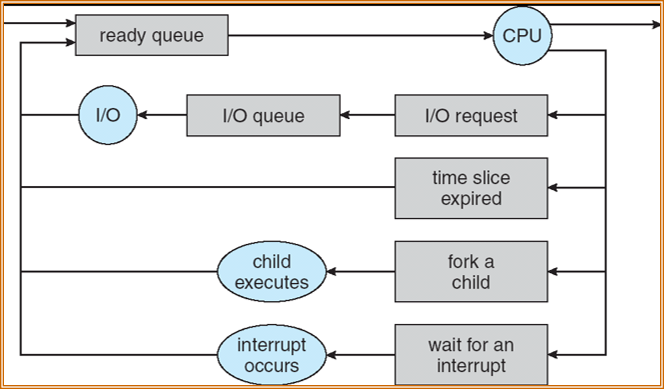 ready queue
CPU
I/O
I/O queue
I/O request
time slice
expired
child
executes
fork a
child
interrupt
occurs
wait for an
interrupt